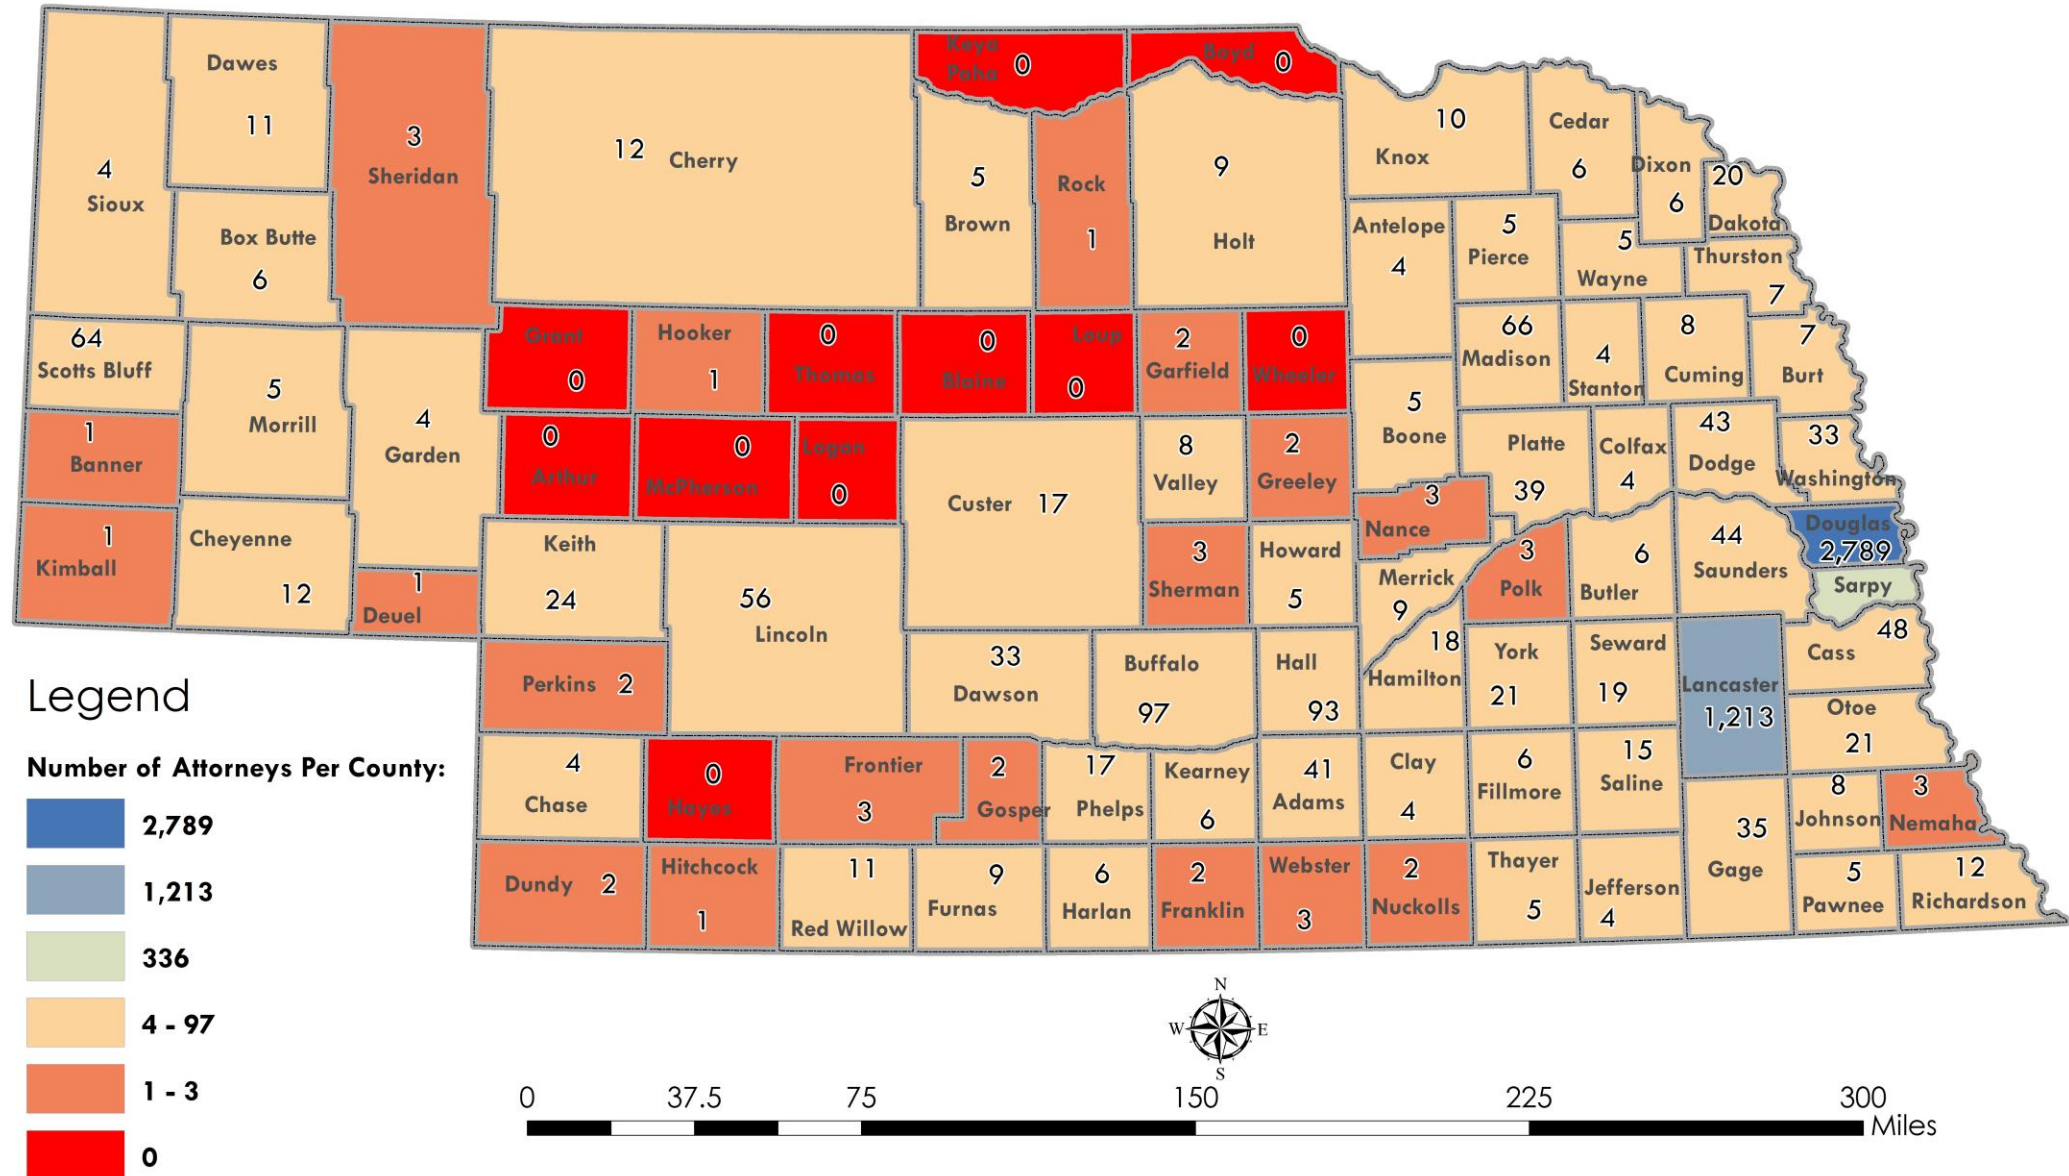 Dawes
11
3
Sheridan
4
Sioux
Box Butte
6
12 Cherry
Keya
Paha 0
Boyd 0
5
Brown
Rock
1
9
Holt
10
Knox
Cedar
6
Dixon
6
20
Dakota
Antelope
4
5
Pierce
5
Wayne
Thurston
7
64
Scotts Bluff
5
Morrill
4
Garden
Grant
0
Hooker
1
0
Thomas
0
Blaine
Loup
0
2
Garfield
0
Wheeler
66
Madison
4
Stanton
8
Cuming
7
Burt
1
Banner
0
Arthur
0
McPherson
Logan
0
Custer 17
8
Valley
2
Greeley
5
Boone
Platte
39
Colfax
4
43
Dodge
33
Washington
1
Kimball
Cheyenne
12
1
Deuel
Keith
24
56
Lincoln
3
Sherman
Howard
5
3
Nance
Merrick
9
3
Polk
6
Butler
44
Saunders
Douglas
2,789
Sarpy
Perkins 2
33
Dawson
Buffalo
97
Hall
93
18
Hamilton
York
21
Seward
19
Lancaster
1,213
48
Cass
Otoe
21
4
Chase
0
Hayes
Frontier
3
2
Gosper
17
Phelps
Kearney
6
41
Adams
Clay
4
6
Fillmore
15
Saline
35
Gage
8
Johnson
3
Nemaha
Dundy 2
Hitchcock
1
11
Red Willow
9
Furnas
6
Harlan
2
Franklin
Webster
3
2
Nuckolls
Thayer
5
Jefferson
4
5
Pawnee
12
Richardson
Legend
Number of Attorneys Per County:
2,789
1,213
336
4 - 97
1 - 3
0
N
W E
S
0 37.5 75 150 225 300
Miles